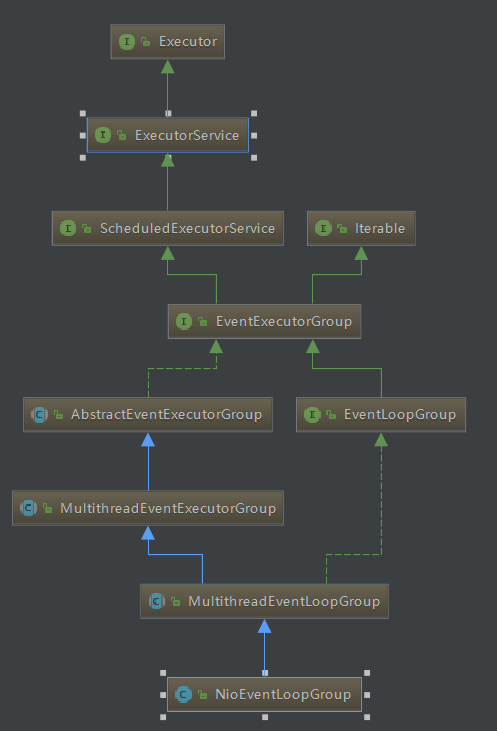 I Executor
I ExecutorService
I ScheduledExecutorService
I Iterable
I EventExecutorGroup
C AbstractEventExecutorGroup
I EventLoopGroup
C MultithreadEventExecutorGroup
C MultithreadEventLoopGroup
C NioEventLoopGroup